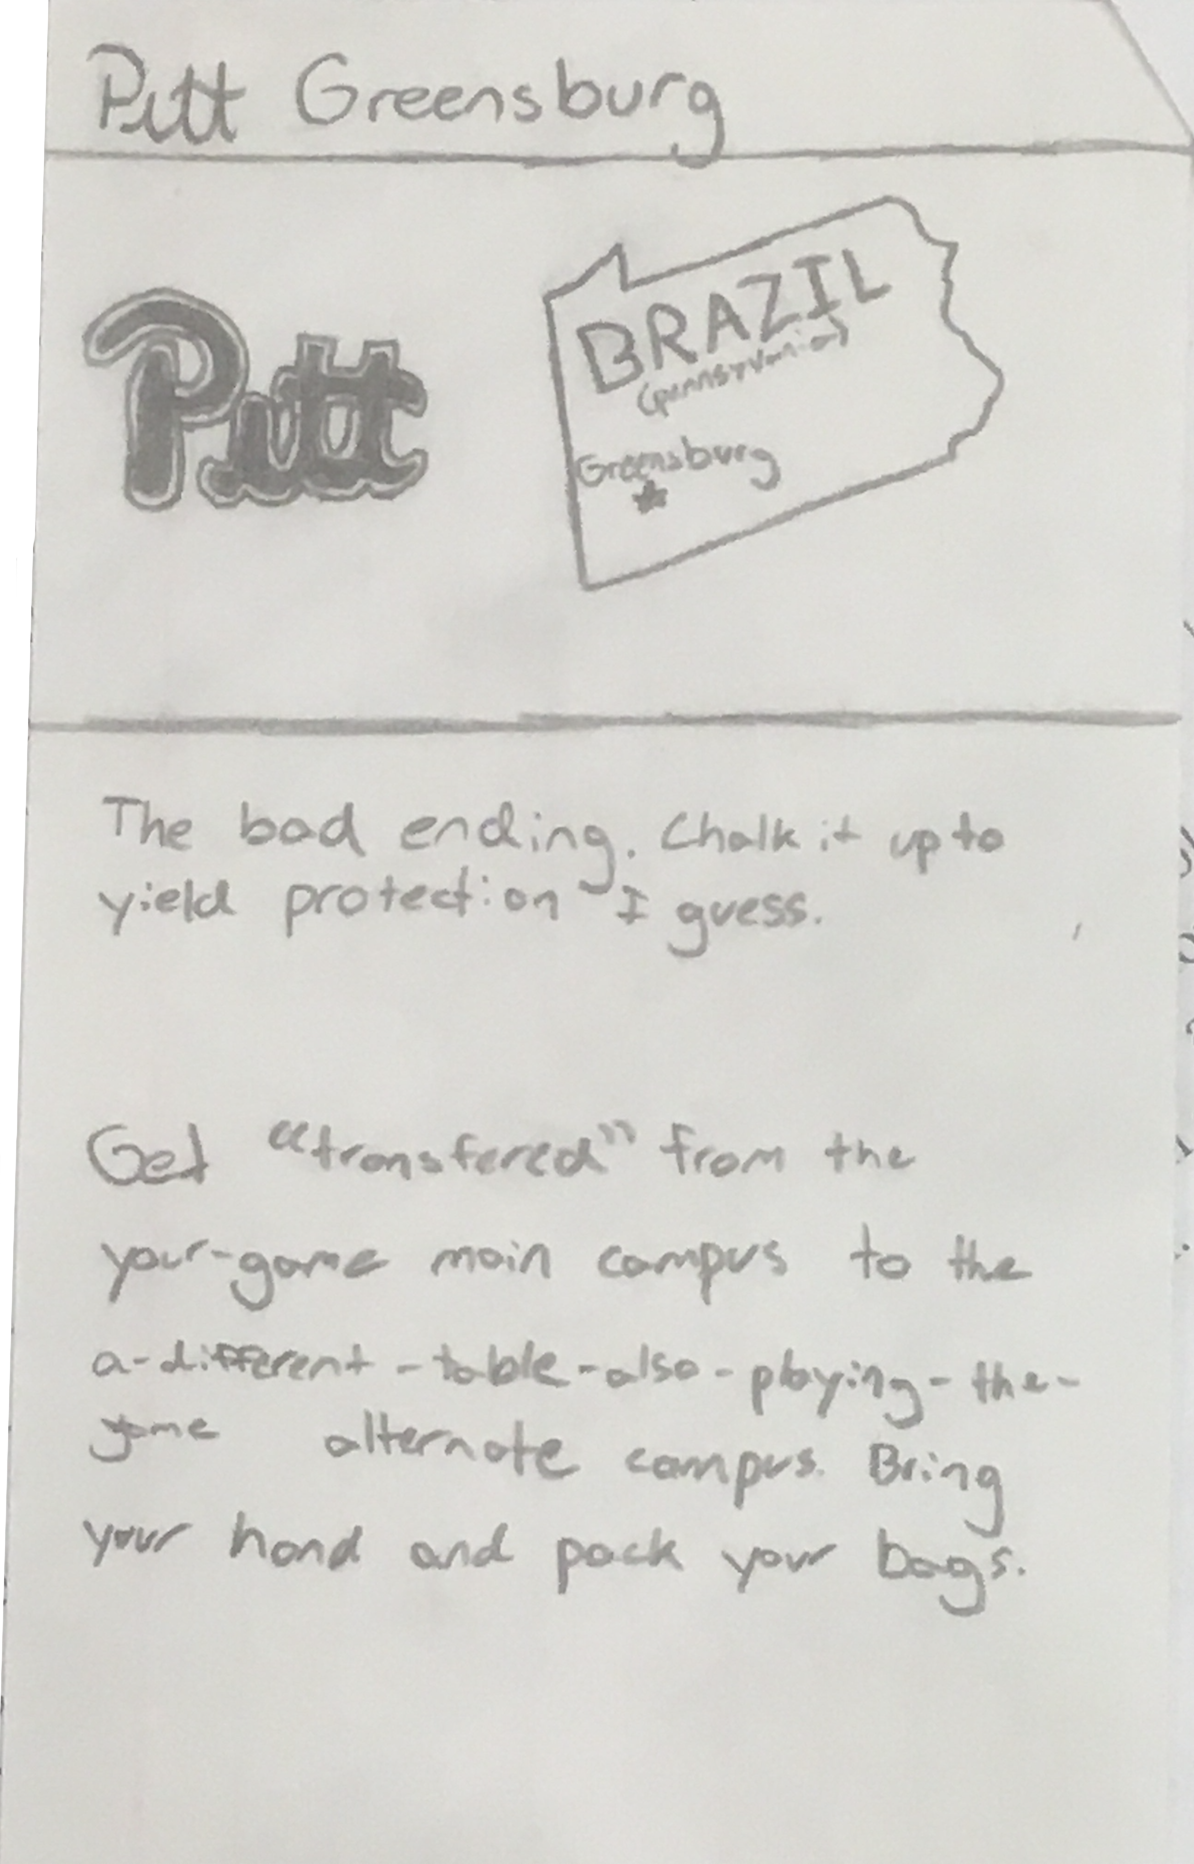 Pitt Greensburg
Pitt
BRAZIL
(pennsylvania)
Greensburg
The bad ending. Chalk it up to
yield protection I guess.
Get "transfered" from the
your-game main campus to the
a-different-table-also-playing-the-
game alternate campus. Bring
your hand and pack your bags.